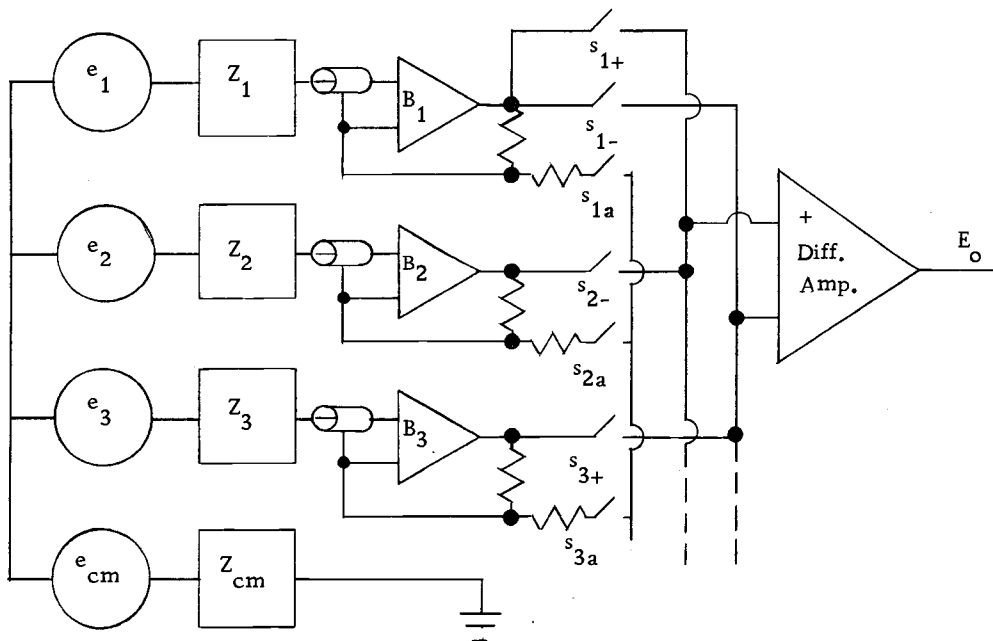 e1
Z1
B1
s1+
s1-
s1a
e2
Z2
B2
s2-
s2a
+
Diff.
Amp.
Eo
e3
Z3
B3
s3+
s3a
ecm
Zcm